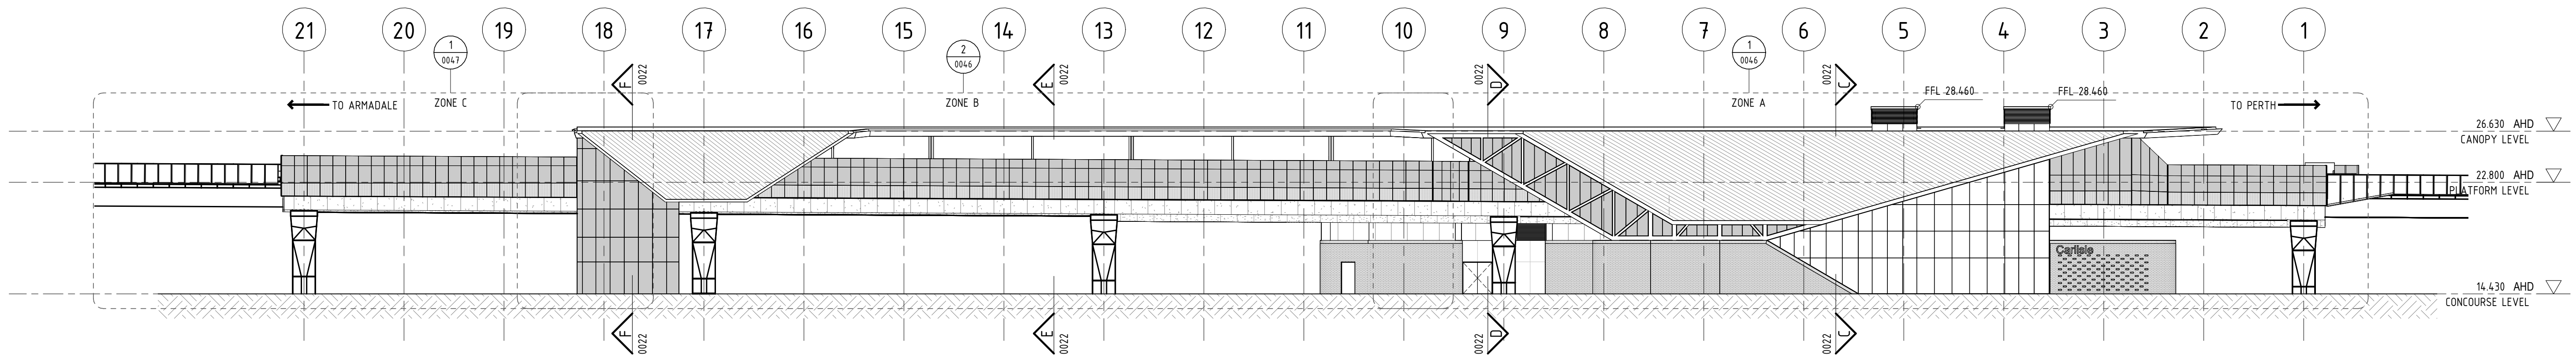 21 20 19 18 17 16 15 14 13 12 11 10 9 8 7 6 5 4 3 2 1
1
0047
2
0046
1
0046
F 0022
E 0022
D 0022
C 0022
TO ARMADALE
ZONE C
ZONE B
ZONE A
FFL 28.460
FFL 28.460
TO PERTH
26.630 AHD
CANOPY LEVEL
22.800 AHD
PLATFORM LEVEL
Carlisle
14.430 AHD
CONCOURSE LEVEL
F 0022
E 0022
D 0022
C 0022